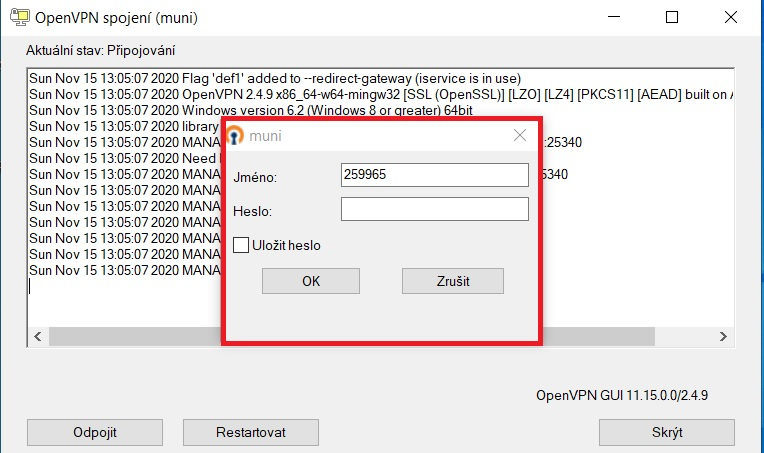 OpenVPN spojení (muni)
Aktuální stav: Připojování
Sun Nov 15 13:05:07 2020 Flag 'def1' added to --redirect-gateway (iservice is in use)
Sun Nov 15 13:05:07 2020 OpenVPN 2.4.9 x86_64-w64-mingw32 [SSL (OpenSSL)] [LZO] [LZ4] [PKCS11] [AEAD] built on A
Sun Nov 15 13:05:07 2020 Windows version 6.2 (Windows 8 or greater) 64bit
Sun Nov 15 13:05:07 2020 library
Sun Nov 15 13:05:07 2020 MANA :25340
Sun Nov 15 13:05:07 2020 Need
Sun Nov 15 13:05:07 2020 MANA 5340
Sun Nov 15 13:05:07 2020 MANA
Sun Nov 15 13:05:07 2020 MANA
Sun Nov 15 13:05:07 2020 MANA
Sun Nov 15 13:05:07 2020 MANA
Sun Nov 15 13:05:07 2020 MANA
muni
Jméno: 259965
Heslo:
Uložit heslo
OK Zrušit
OpenVPN GUI 11.15.0.0/2.4.9
Odpojit Restartovat Skrýt